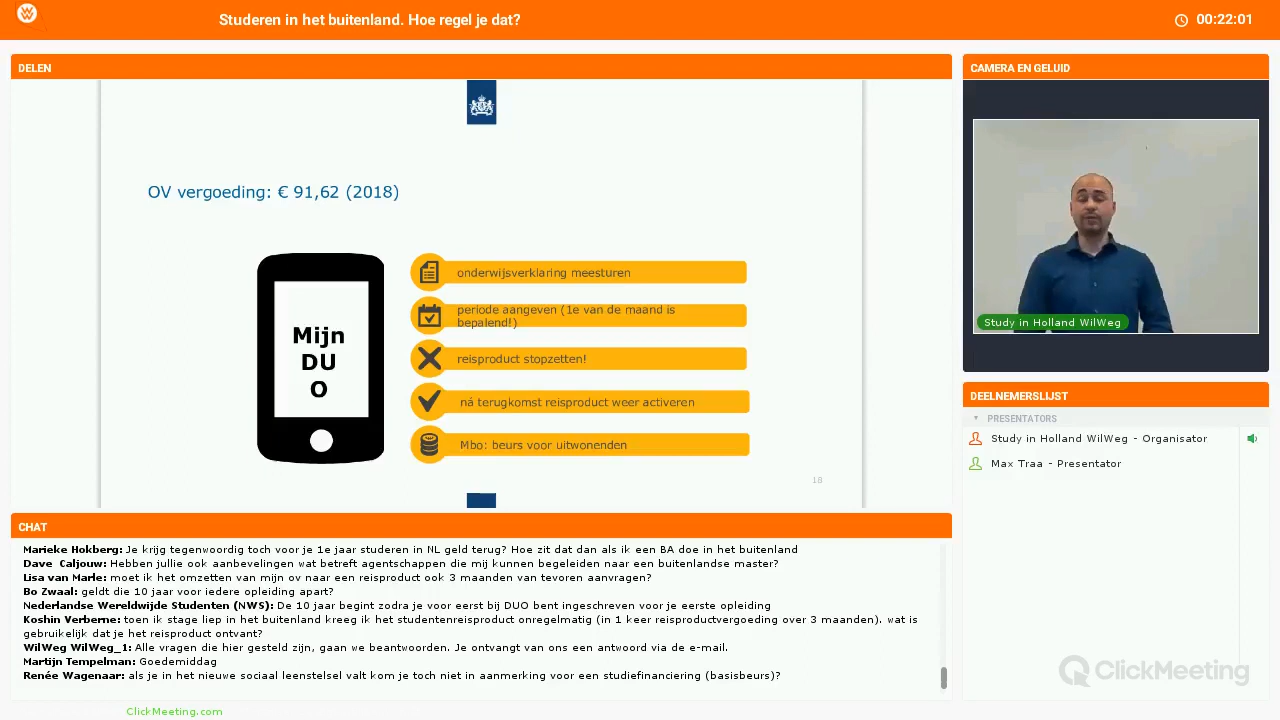 Studeren in het buitenland. Hoe regel je dat?
00:22:01
DELEN
OV vergoeding: € 91,62 (2018)
Mijn
DU
O
onderwijsverklaring meesturen
periode aangeven (1e van de maand is
bepalend!)
reisproduct stopzetten!
ná terugkomst reisproduct weer activeren
Mbo: beurs voor uitwonenden
18
CAMERA EN GELUID
Study in Holland WilWeg
DEELNEMERSLIJST
PRESENTATORS
Study in Holland WilWeg - Organisator
Max Traa - Presentator
ClickMeeting
CHAT
Marieke Hokberg: Je krijg tegenwoordig toch voor je 1e jaar studeren in NL geld terug? Hoe zit dat dan als ik een BA doe in het buitenland
Dave Caljouw: Hebben jullie ook aanbevelingen wat betreft agentschappen die mij kunnen begeleiden naar een buitenlandse master?
Lisa van Marle: moet ik het omzetten van mijn ov naar een reisproduct ook 3 maanden van tevoren aanvragen?
Bo Zwaal: geldt die 10 jaar voor iedere opleiding apart?
Nederlandse Wereldwijde Studenten (NWS): De 10 jaar begint zodra je voor eerst bij DUO bent ingeschreven voor je eerste opleiding
Koshin Verberne: toen ik stage liep in het buitenland kreeg ik het studentenreisproduct onregelmatig (in 1 keer reisproductvergoeding over 3 maanden). wat is
gebruikelijk dat je het reisproduct ontvant?
WilWeg WilWeg_1: Alle vragen die hier gesteld zijn, gaan we beantwoorden. Je ontvangt van ons een antwoord via de e-mail.
Martijn Tempelman: Goedemiddag
Renée Wagenaar: als je in het nieuwe sociaal leenstelsel valt kom je toch niet in aanmerking voor een studiefinanciering (basisbeurs)?
ClickMeeting.com